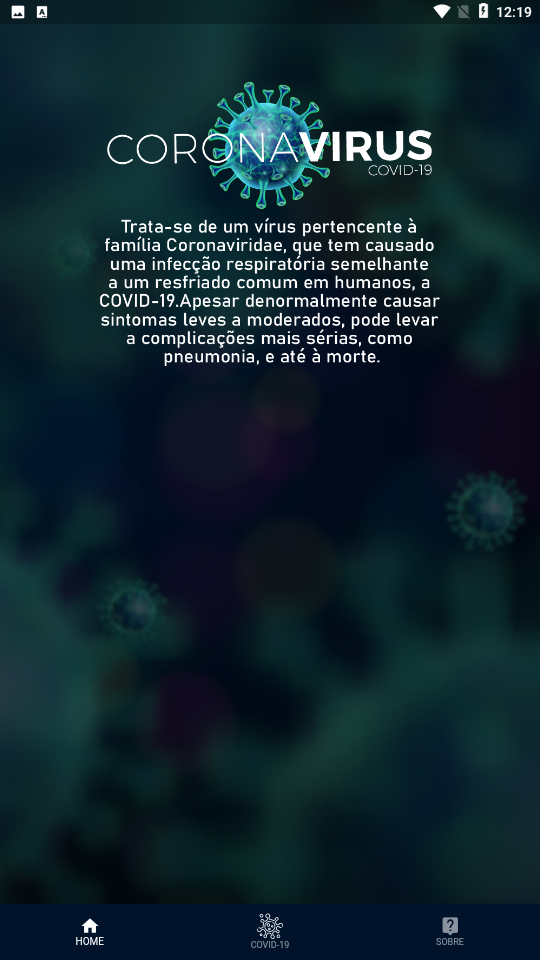 12:19
CORONAVIRUS
COVID-19
Trata-se de um vírus pertencente à
família Coronaviridae, que tem causado
uma infecção respiratória semelhante
a um resfriado comum em humanos, a
COVID-19.Apesar denormalmente causar
sintomas leves a moderados, pode levar
a complicações mais sérias, como
pneumonia, e até à morte.
HOME
COVID-19
SOBRE